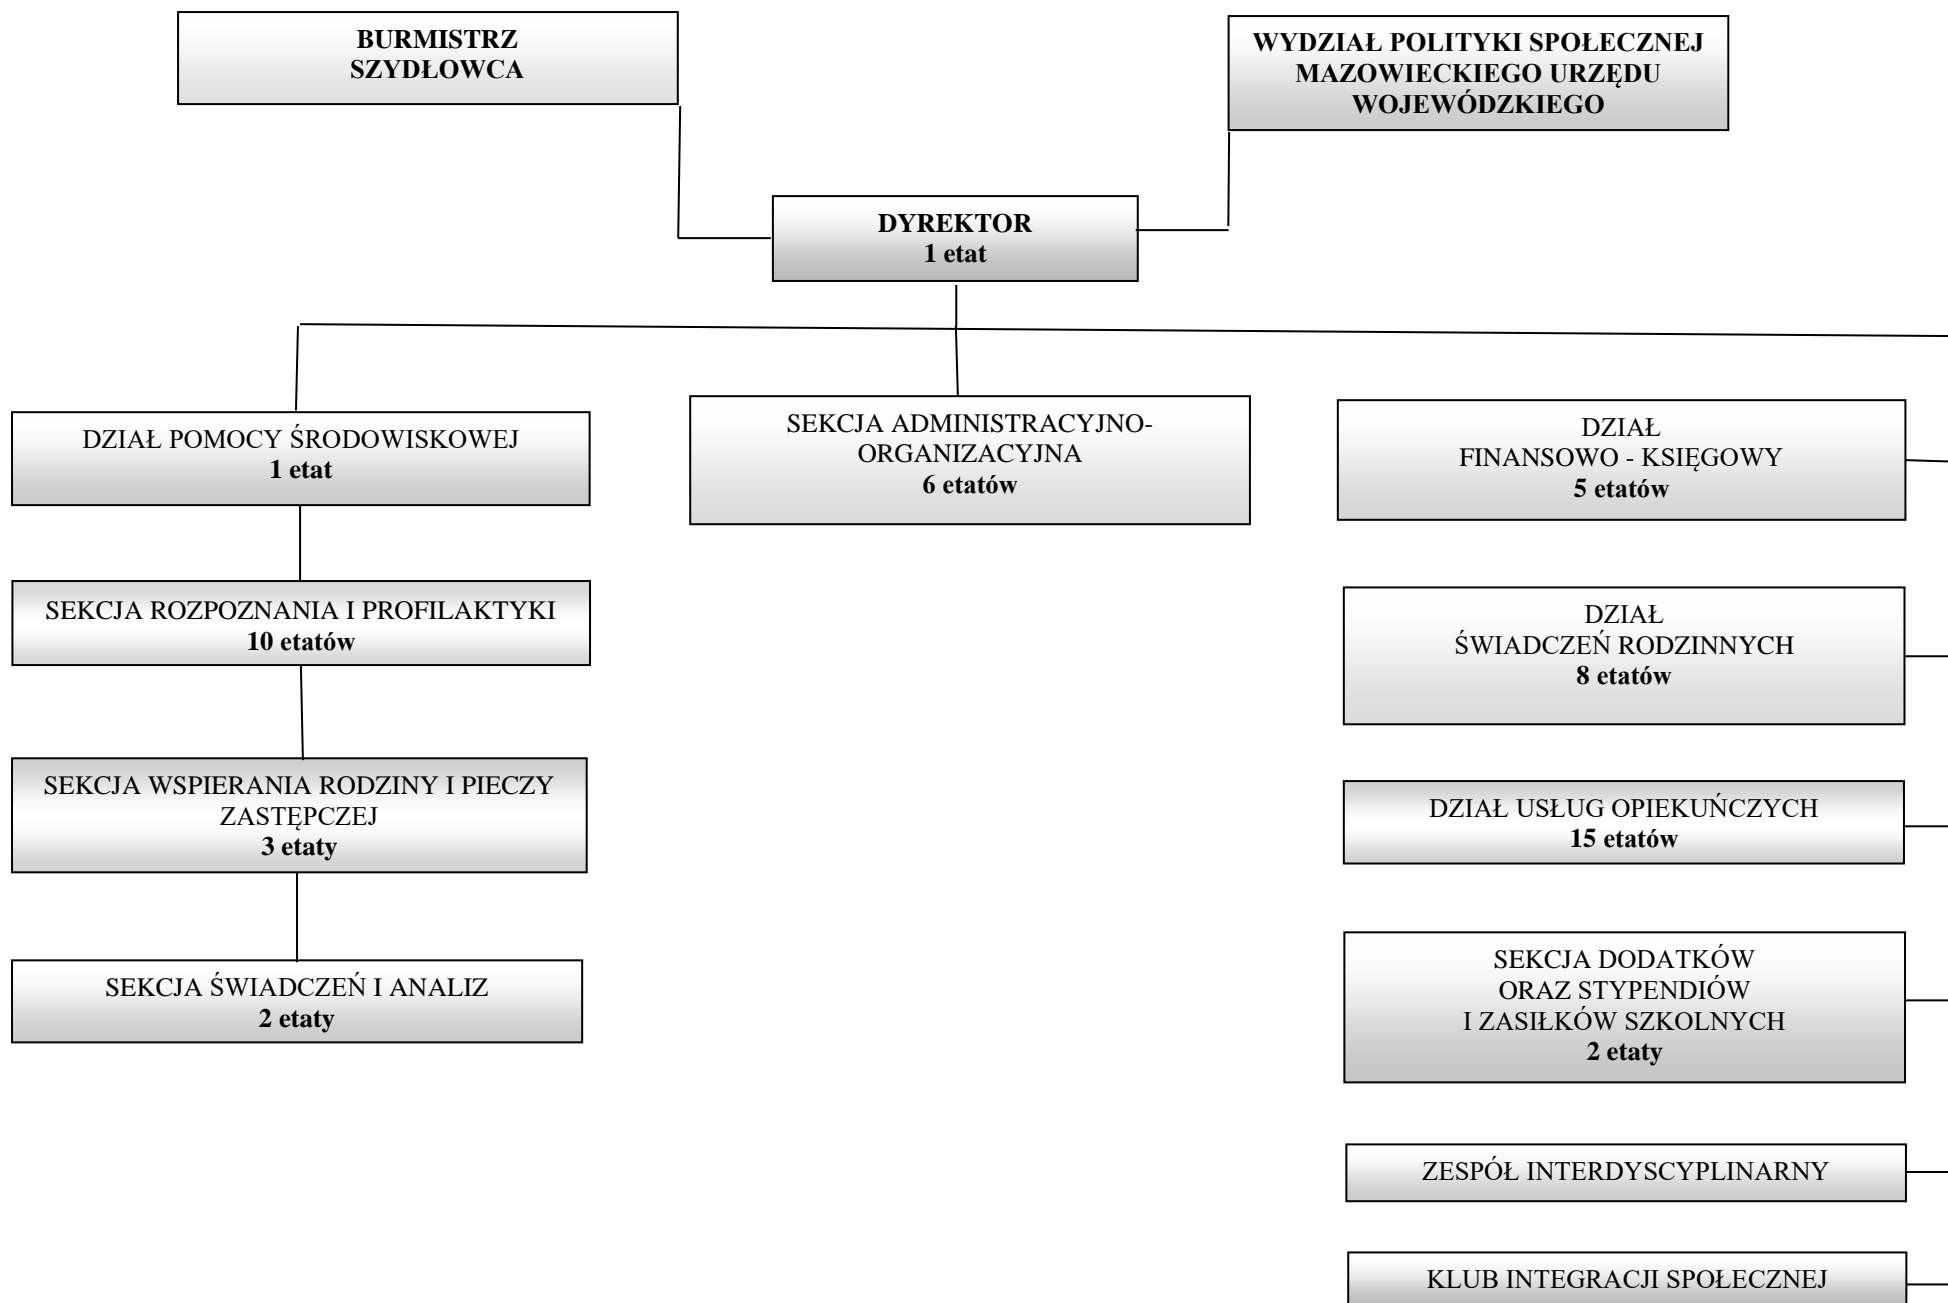 BURMISTRZ
SZYDŁOWCA
WYDZIAŁ POLITYKI SPOŁECZNEJ
MAZOWIECKIEGO URZĘDU
WOJEWÓDZKIEGO
DYREKTOR
1 etat
DZIAŁ POMOCY ŚRODOWISKOWEJ
1 etat
SEKCJA ADMINISTRACYJNO-
ORGANIZACYJNA
6 etatów
DZIAŁ
FINANSOWO - KSIĘGOWY
5 etatów
SEKCJA ROZPOZNANIA I PROFILAKTYKI
10 etatów
DZIAŁ
ŚWIADCZEŃ RODZINNYCH
8 etatów
SEKCJA WSPIERANIA RODZINY I PIECZY
ZASTĘPCZEJ
3 etaty
DZIAŁ USŁUG OPIEKUŃCZYCH
15 etatów
SEKCJA ŚWIADCZEŃ I ANALIZ
2 etaty
SEKCJA DODATKÓW
ORAZ STYPENDIÓW
I ZASIŁKÓW SZKOLNYCH
2 etaty
ZESPÓŁ INTERDYSCYPLINARNY
KLUB INTEGRACJI SPOŁECZNEJ